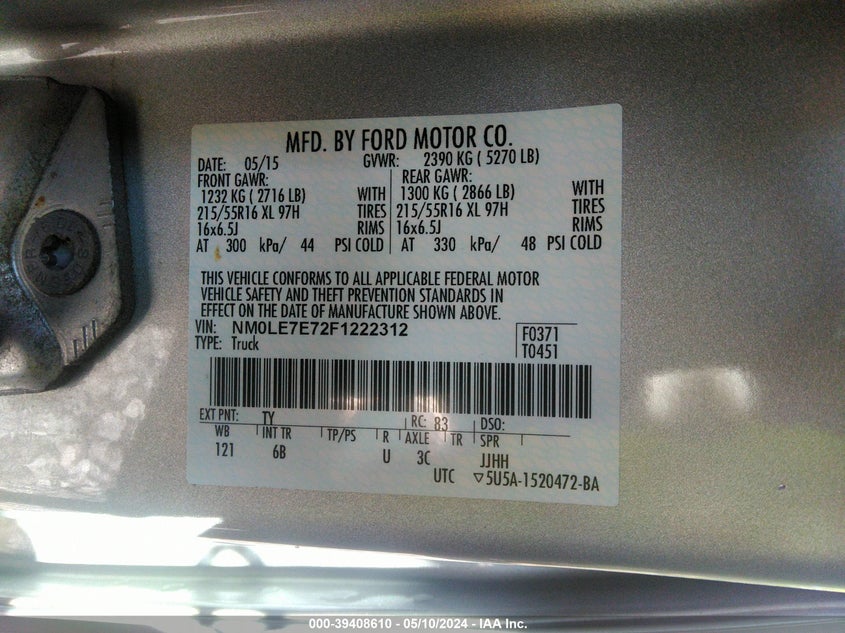 MFD. BY FORD MOTOR CO.
DATE: 05/15 GVWR: 2390 KG ( 5270 LB)
FRONT GAWR: REAR GAWR:
1232 KG ( 2716 LB) WITH 1300 KG ( 2866 LB) WITH
215/55R16 XL 97H TIRES 215/55R16 XL 97H TIRES
16x6.5J RIMS 16x6.5J RIMS
AT 300 kPa/ 44 PSI COLD AT 330 kPa/ 48 PSI COLD
THIS VEHICLE CONFORMS TO ALL APPLICABLE FEDERAL MOTOR
VEHICLE SAFETY AND THEFT PREVENTION STANDARDS IN
EFFECT ON THE DATE OF MANUFACTURE SHOWN ABOVE.
VIN: NM0LE7E72F1222312 F0371
TYPE: Truck T0451
EXT PNT: TY RC: 83 DSO:
WB INT TR TP/PS R AXLE TR SPR
121 6B U 3C JJHH
UTC ▽5U5A-1520472-BA
000-39408610 - 05/10/2024 - IAA Inc.